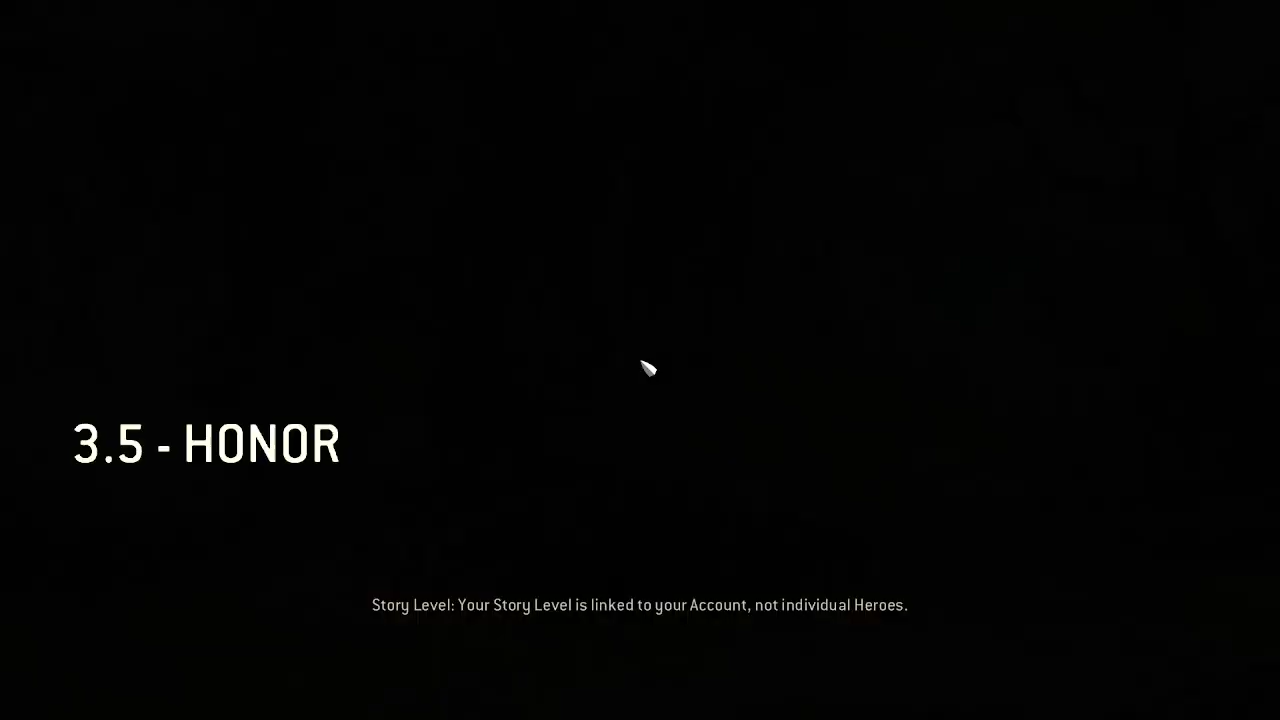 3.5 - HONOR
Story Level: Your Story Level is linked to your Account, not individual Heroes.